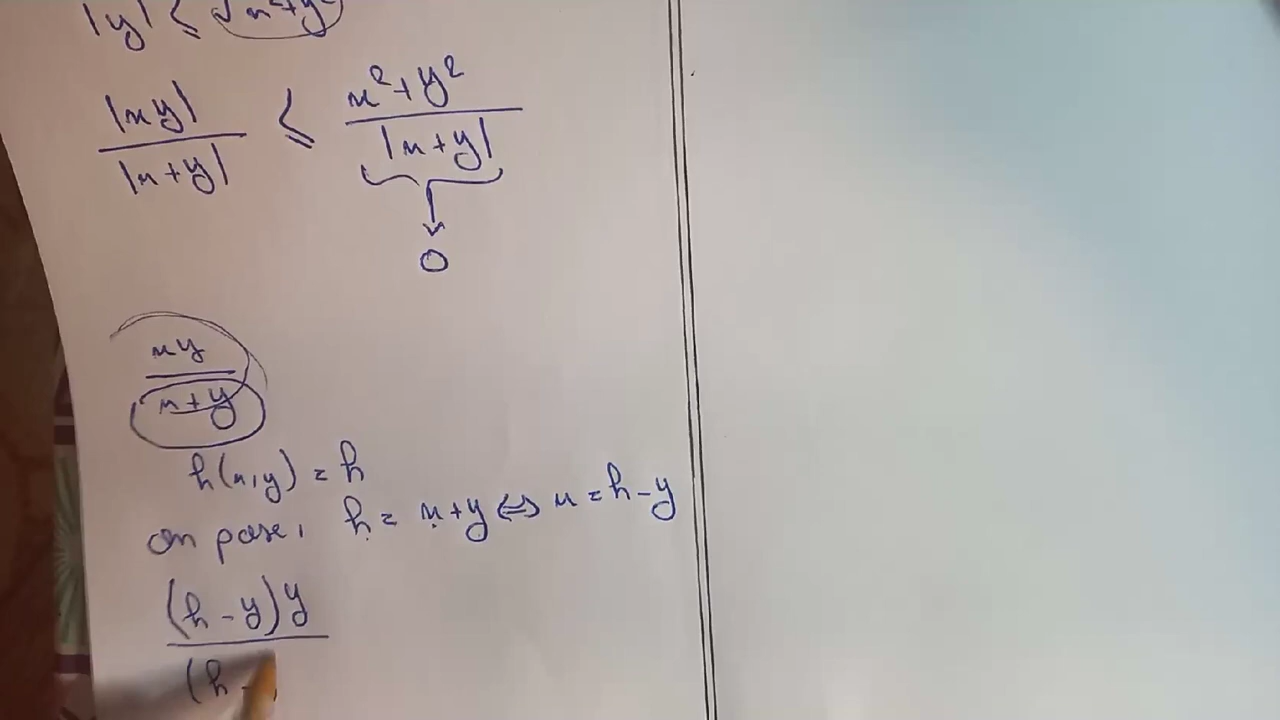 |y| ≤ √x²+y²
|xy| / |x+y| ≤ x²+y² / |x+y|
0
xy / x+y
h(x,y) = h
on pose, h = x+y ⇔ x = h-y
(h-y)y
(h-